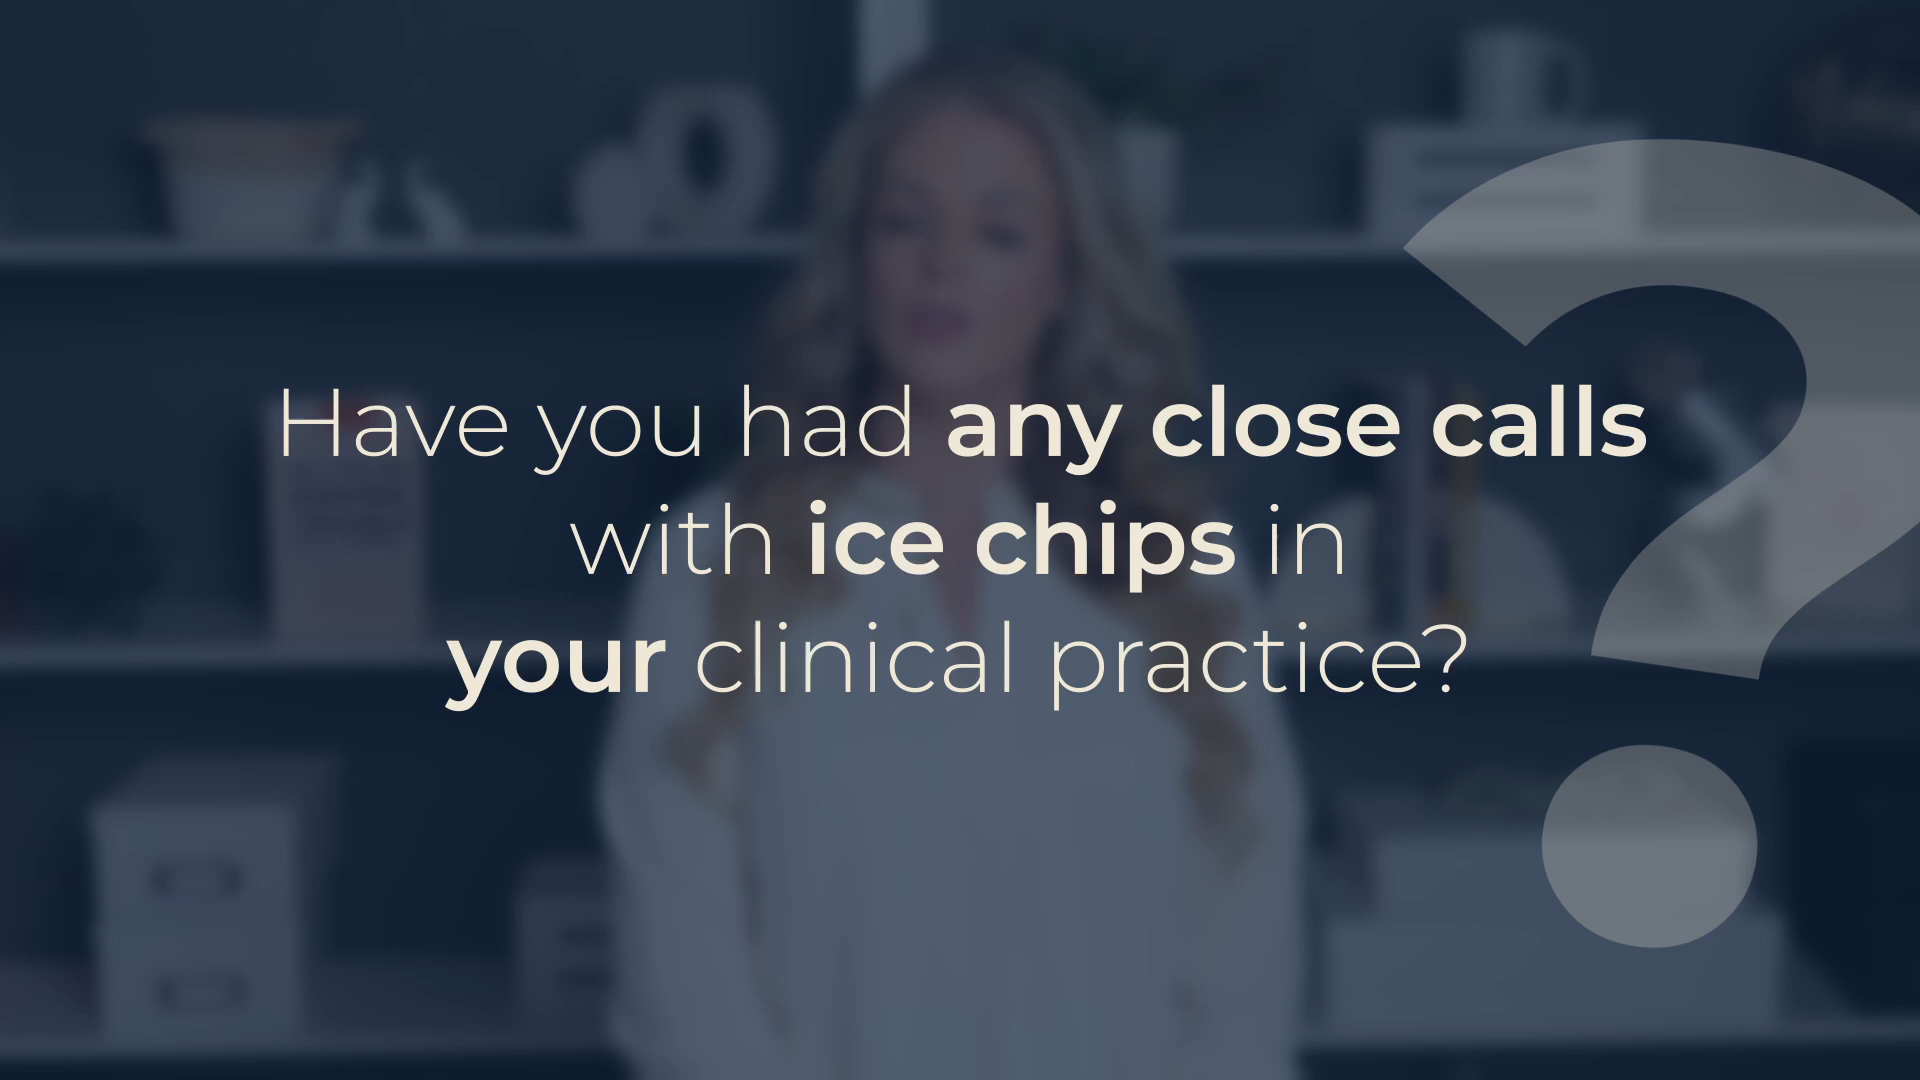 Have you had any close calls
with ice chips in
your clinical practice?